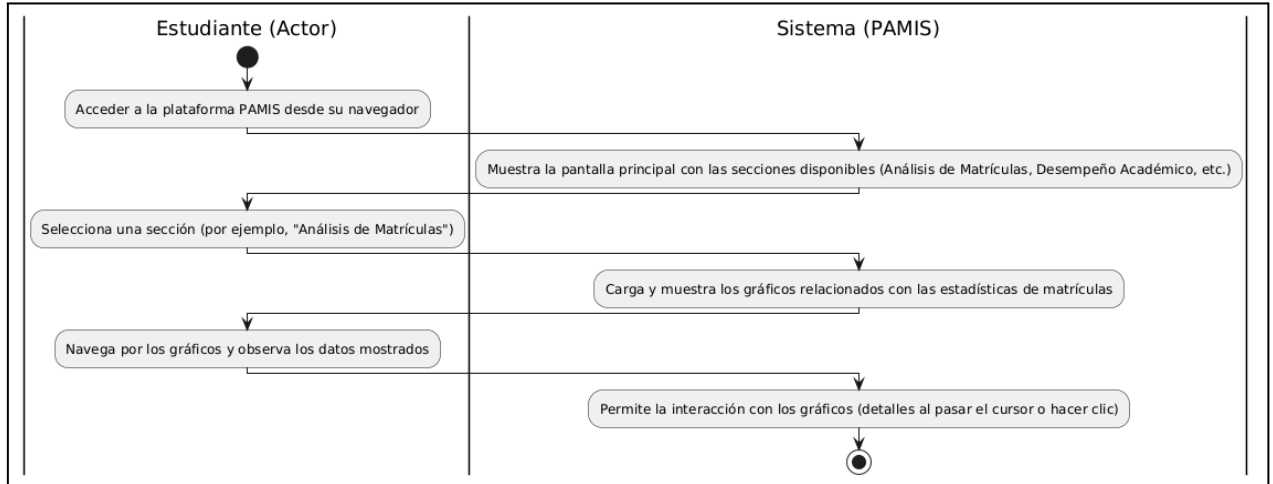 Estudiante (Actor)
Sistema (PAMIS)
Acceder a la plataforma PAMIS desde su navegador
Muestra la pantalla principal con las secciones disponibles (Análisis de Matrículas, Desempeño Académico, etc.)
Selecciona una sección (por ejemplo, "Análisis de Matrículas")
Carga y muestra los gráficos relacionados con las estadísticas de matrículas
Navega por los gráficos y observa los datos mostrados
Permite la interacción con los gráficos (detalles al pasar el cursor o hacer clic)